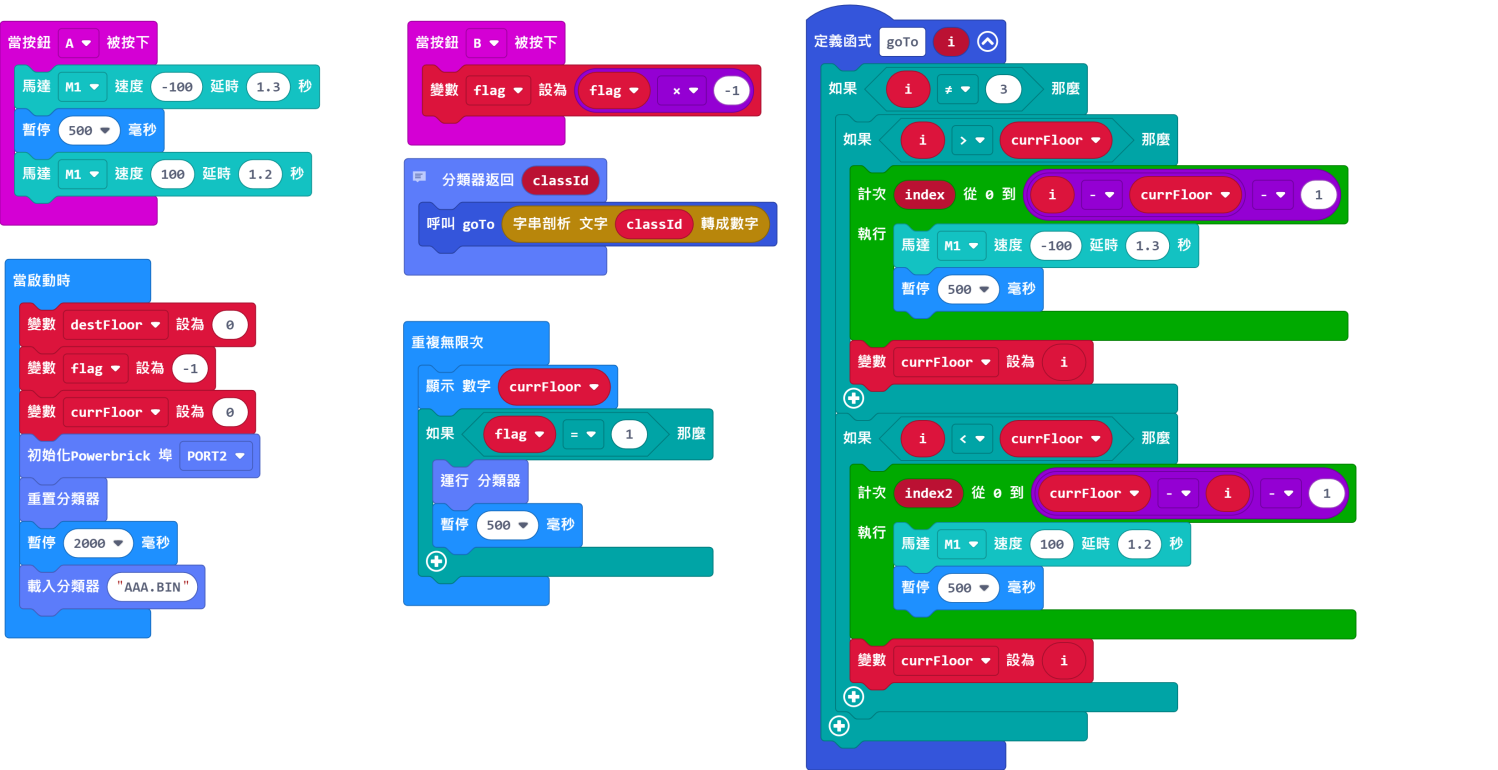 當按鈕 A 被按下
馬達 M1 速度 -100 延時 1.3 秒
暫停 500 毫秒
馬達 M1 速度 100 延時 1.2 秒
當啟動時
變數 destFloor 設為 0
變數 flag 設為 -1
變數 currFloor 設為 0
初始化Powerbrick 埠 PORT2
重置分類器
暫停 2000 毫秒
載入分類器 "AAA.BIN"
當按鈕 B 被按下
變數 flag 設為 flag × -1
分類器返回 classId
呼叫 goTo 字串剖析 文字 classId 轉成數字
重複無限次
顯示 數字 currFloor
如果 flag = 1 那麼
運行 分類器
暫停 500 毫秒
定義函式 goTo i
如果 i ≠ 3 那麼
如果 i > currFloor 那麼
計次 index 從 0 到 i - currFloor - 1
執行
馬達 M1 速度 -100 延時 1.3 秒
暫停 500 毫秒
變數 currFloor 設為 i
如果 i < currFloor 那麼
計次 index2 從 0 到 currFloor - i - 1
執行
馬達 M1 速度 100 延時 1.2 秒
暫停 500 毫秒
變數 currFloor 設為 i